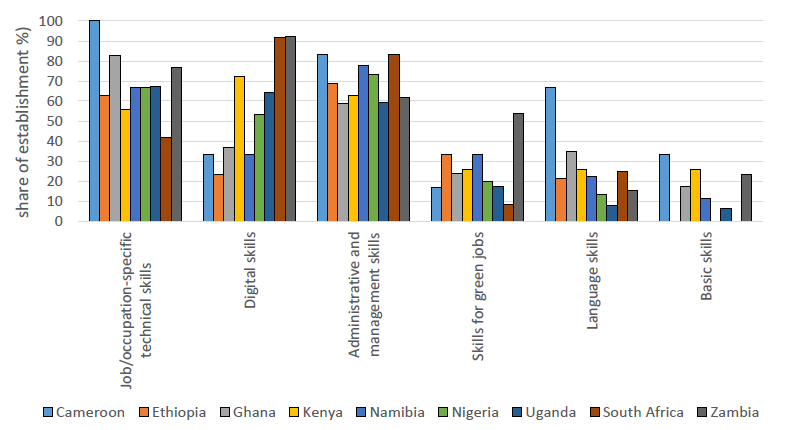 share of establishment %)
100
90
80
70
60
50
40
30
20
10
0
Job/occupation-specific
technical skills
Digital skills
Administrative and
management skills
Skills for green jobs
Language skills
Basic skills
Cameroon Ethiopia Ghana Kenya Namibia Nigeria Uganda South Africa Zambia